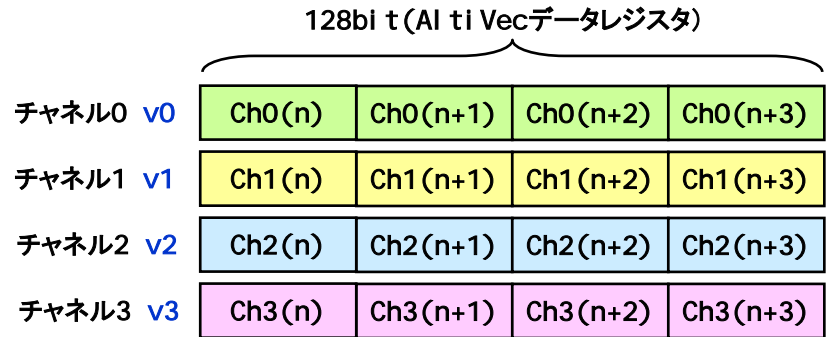 128bit(AltiVecデータレジスタ)
チャネル0 v0 Ch0(n) Ch0(n+1) Ch0(n+2) Ch0(n+3)
チャネル1 v1 Ch1(n) Ch1(n+1) Ch1(n+2) Ch1(n+3)
チャネル2 v2 Ch2(n) Ch2(n+1) Ch2(n+2) Ch2(n+3)
チャネル3 v3 Ch3(n) Ch3(n+1) Ch3(n+2) Ch3(n+3)